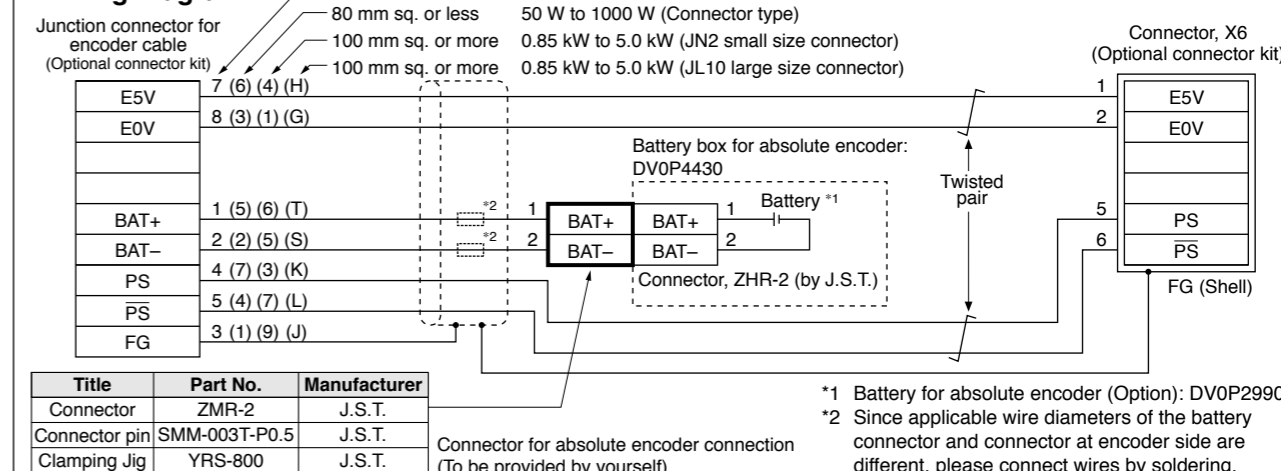 80 mm sq. or less 50 W to 1000 W (Connector type)
100 mm sq. or more 0.85 kW to 5.0 kW (JN2 small size connector)
100 mm sq. or more 0.85 kW to 5.0 kW (JL10 large size connector)
Junction connector for
encoder cable
(Optional connector kit)
Connector, X6
(Optional connector kit)
E5V 7 (6) (4) (H) 1 E5V
E0V 8 (3) (1) (G) 2 E0V
Battery box for absolute encoder:
DV0P4430
Twisted
pair
BAT+ 1 (5) (6) (T) *2 1 BAT+ BAT+ 1 Battery *1 5 PS
BAT– 2 (2) (5) (S) *2 2 BAT– BAT– 2 6 P̅S̅
PS 4 (7) (3) (K) Connector, ZHR-2 (by J.S.T.)
P̅S̅ 5 (4) (7) (L) FG (Shell)
FG 3 (1) (9) (J)
Title Part No. Manufacturer
Connector ZMR-2 J.S.T.
Connector pin SMM-003T-P0.5 J.S.T.
Clamping Jig YRS-800 J.S.T.
Connector for absolute encoder connection
(To be provided by yourself)
*1 Battery for absolute encoder (Option): DV0P2990
*2 Since applicable wire diameters of the battery
connector and connector at encoder side are
different, please connect wires by soldering.